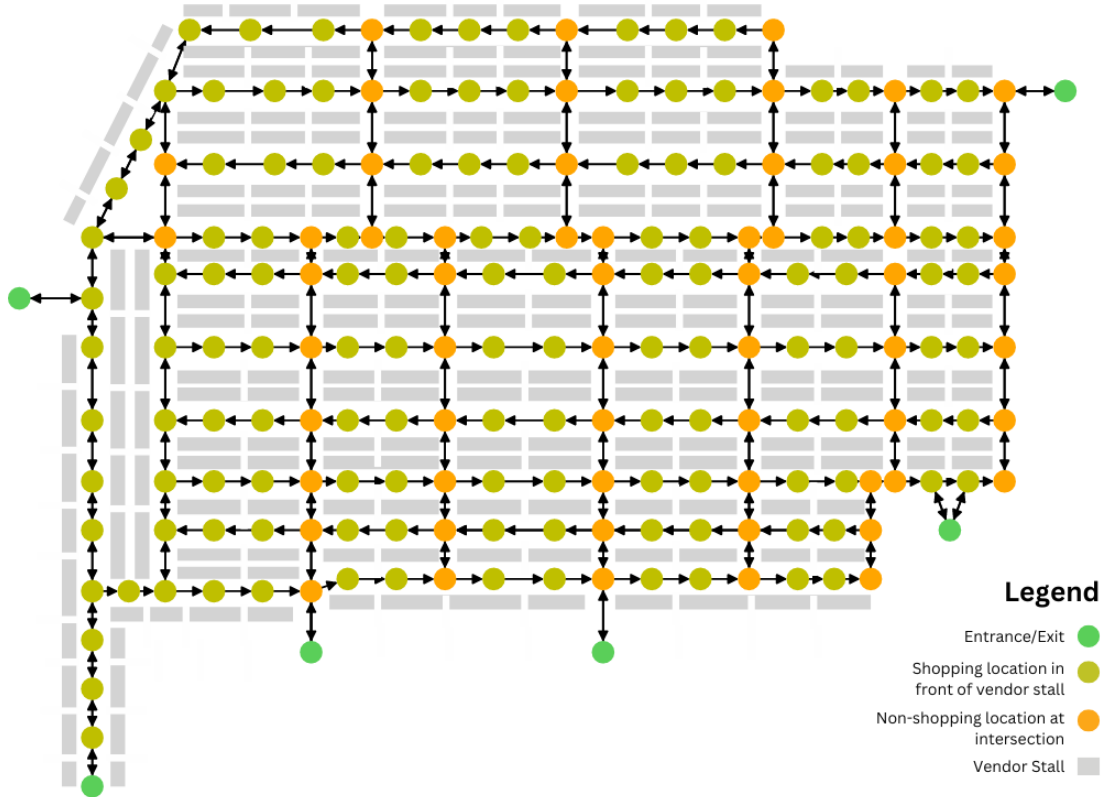 Legend
Entrance/Exit
Shopping location in
front of vendor stall
Non-shopping location at
intersection
Vendor Stall